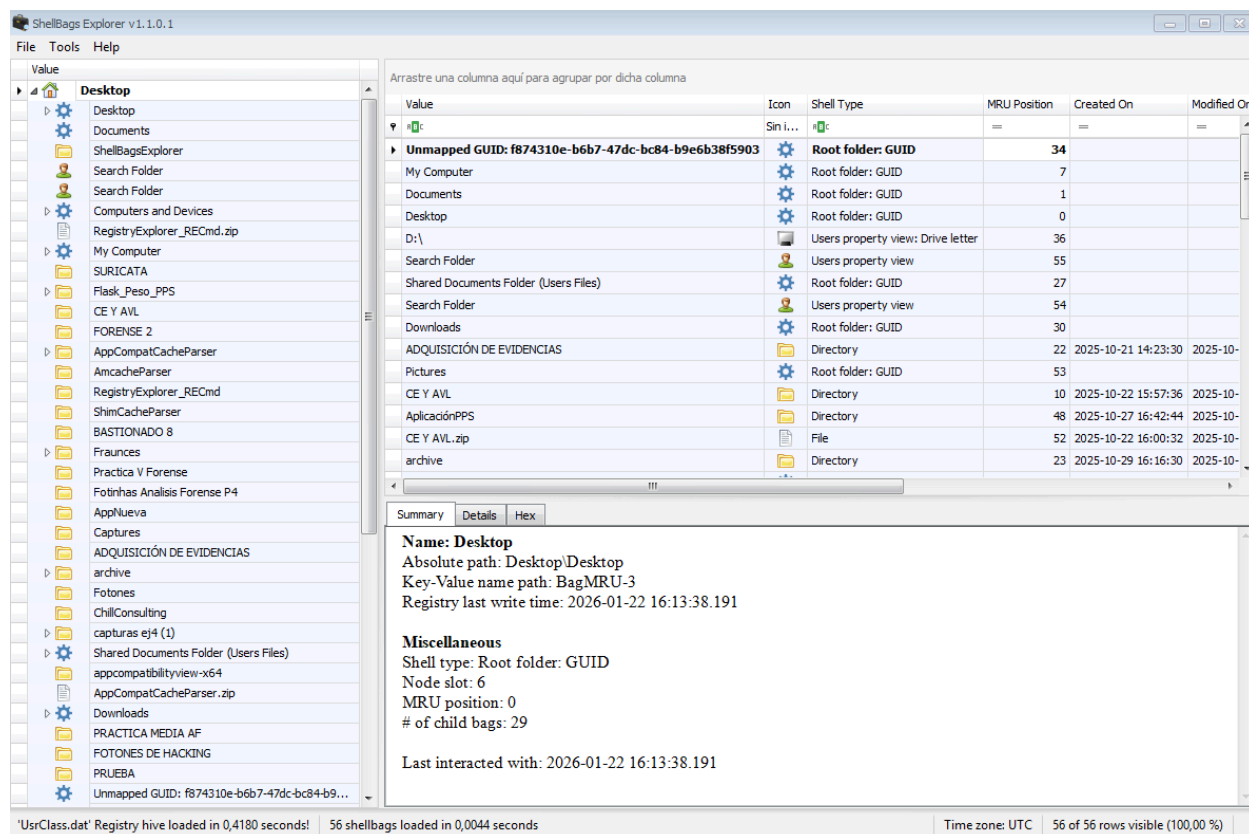 ShellBags Explorer v1.1.0.1
File Tools Help
Value
Desktop
Desktop
Documents
ShellBagsExplorer
Search Folder
Search Folder
Computers and Devices
RegistryExplorer_RECmd.zip
My Computer
SURICATA
Flask_Peso_PPS
CE Y AVL
FORENSE 2
AppCompatCacheParser
AmcacheParser
RegistryExplorer_RECmd
ShimCacheParser
BASTIONADO 8
Fraunces
Practica V Forense
Fotinhas Analisis Forense P4
AppNueva
Captures
ADQUISICIÓN DE EVIDENCIAS
archive
Fotones
ChillConsulting
capturas ej4 (1)
Shared Documents Folder (Users Files)
appcompatibilityview-x64
AppCompatCacheParser.zip
Downloads
PRACTICA MEDIA AF
FOTONES DE HACKING
PRUEBA
Unmapped GUID: f874310e-b6b7-47dc-bc84-b9...
Arrastre una columna aquí para agrupar por dicha columna
Value Icon Shell Type MRU Position Created On Modified On
Sin i... = = =
Unmapped GUID: f874310e-b6b7-47dc-bc84-b9e6b38f5903 Root folder: GUID 34
My Computer Root folder: GUID 7
Documents Root folder: GUID 1
Desktop Root folder: GUID 0
D:\ Users property view: Drive letter 36
Search Folder Users property view 55
Shared Documents Folder (Users Files) Root folder: GUID 27
Search Folder Users property view 54
Downloads Root folder: GUID 30
ADQUISICIÓN DE EVIDENCIAS Directory 22 2025-10-21 14:23:30 2025-10-
Pictures Root folder: GUID 53
CE Y AVL Directory 10 2025-10-22 15:57:36 2025-10-
AplicaciónPPS Directory 48 2025-10-27 16:42:44 2025-10-
CE Y AVL.zip File 52 2025-10-22 16:00:32 2025-10-
archive Directory 23 2025-10-29 16:16:30 2025-10-
Summary Details Hex
Name: Desktop
Absolute path: Desktop\Desktop
Key-Value name path: BagMRU-3
Registry last write time: 2026-01-22 16:13:38.191
Miscellaneous
Shell type: Root folder: GUID
Node slot: 6
MRU position: 0
# of child bags: 29
Last interacted with: 2026-01-22 16:13:38.191
'UsrClass.dat' Registry hive loaded in 0,4180 seconds! 56 shellbags loaded in 0,0044 seconds Time zone: UTC 56 of 56 rows visible (100,00 %)